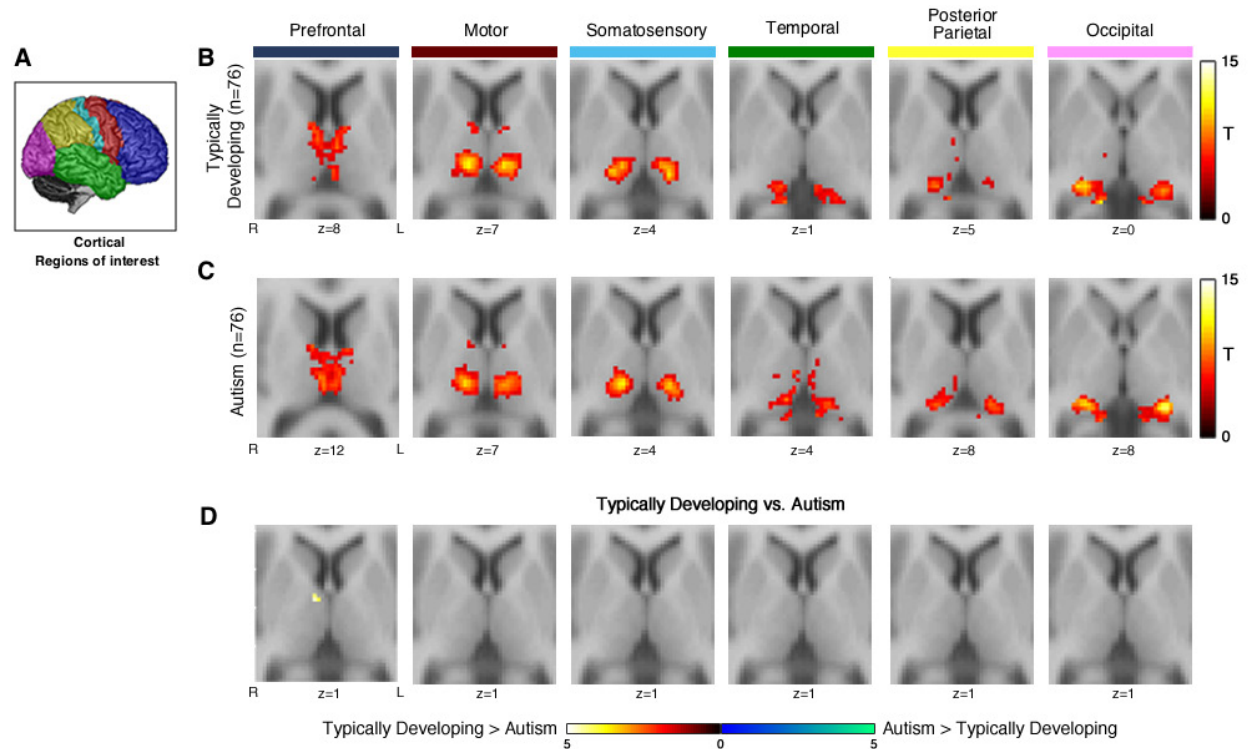 Prefrontal
Motor
Somatosensory
Temporal
Posterior
Parietal
Occipital
A
Cortical
Regions of interest
B
Typically
Developing (n=76)
15
T
0
R
z=8
L
z=7
z=4
z=1
z=5
z=0
C
Autism (n=76)
15
T
0
R
z=12
L
z=7
z=4
z=4
z=8
z=8
Typically Developing vs. Autism
D
R
z=1
L
z=1
z=1
z=1
z=1
z=1
Typically Developing > Autism
Autism > Typically Developing
5
0
5